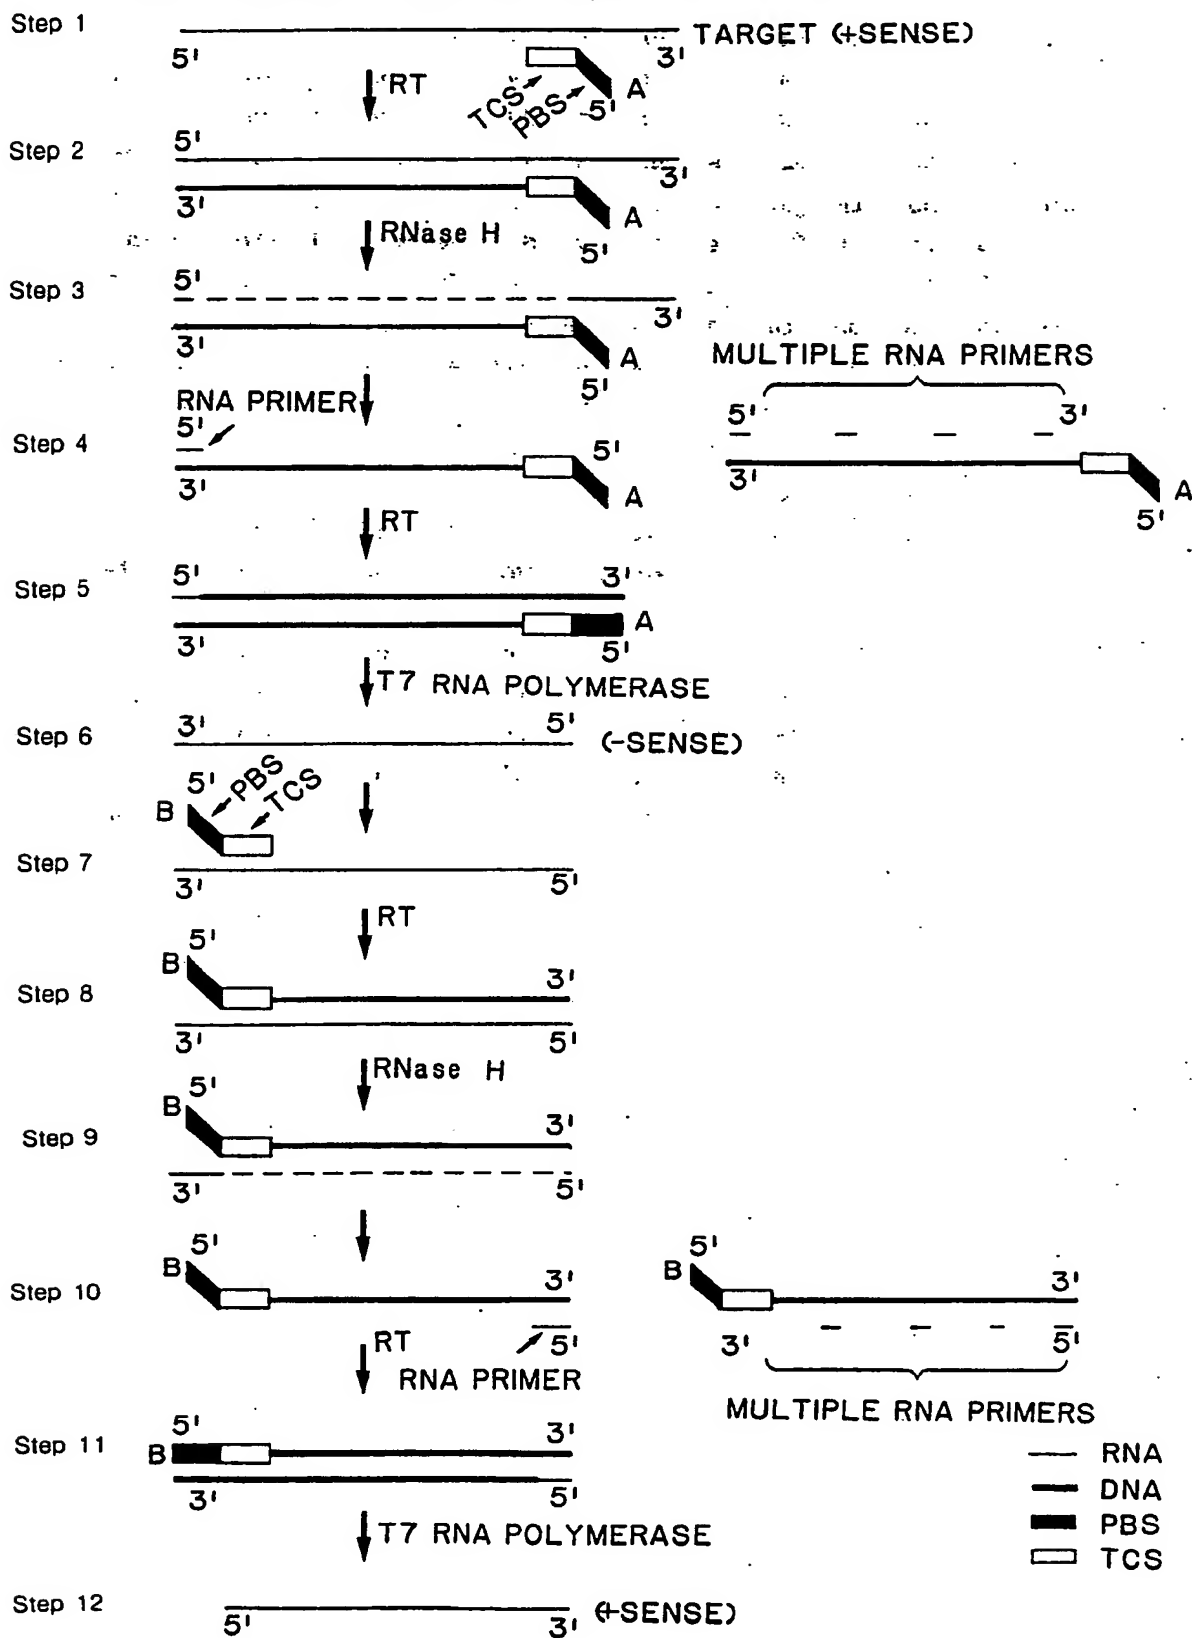 Step 1
TARGET (+SENSE)
5' 3'
RT
TCS
PBS
A
5'
Step 2
5'
3'
3'
A
RNase H
5'
Step 3
5'
3'
3'
A
5'
MULTIPLE RNA PRIMERS
RNA PRIMER
Step 4
5'
5'
3'
A
5' 3'
3'
A
5'
RT
Step 5
5' 3'
A
3' 5'
T7 RNA POLYMERASE
Step 6
3' 5'
(-SENSE)
5'
PBS
TCS
B
Step 7
3' 5'
RT
5'
B
3'
Step 8
3' 5'
RNase H
5'
B
3'
Step 9
3' 5'
5'
B
3'
Step 10
5'
RT
RNA PRIMER
5'
B
3'
3' 5'
MULTIPLE RNA PRIMERS
5' 3'
Step 11
B
3' 5'
T7 RNA POLYMERASE
RNA
DNA
PBS
TCS
Step 12
5' 3'
(+SENSE)